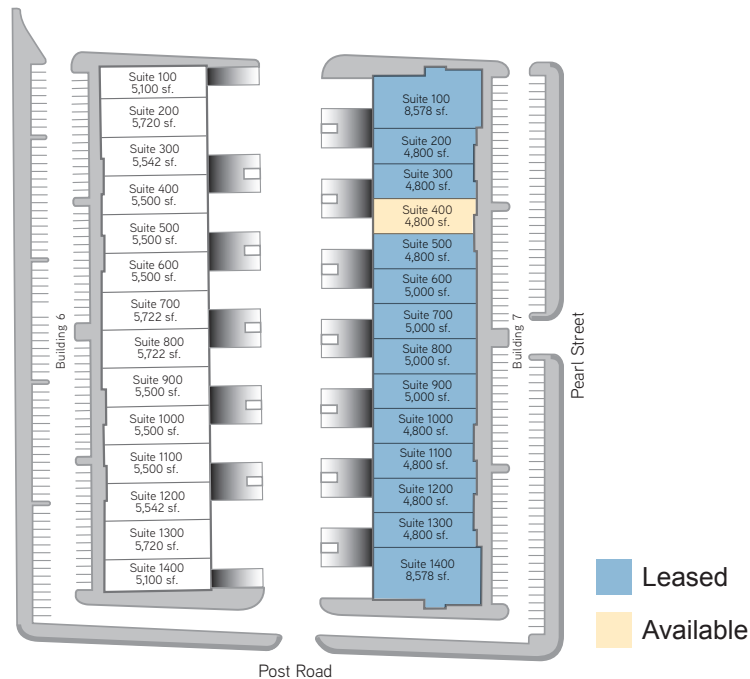 Suite 100
5,100 sf.
Suite 200
5,720 sf.
Suite 300
5,542 sf.
Suite 400
5,500 sf.
Suite 500
5,500 sf.
Suite 600
5,500 sf.
Suite 700
5,722 sf.
Suite 800
5,722 sf.
Suite 900
5,500 sf.
Suite 1000
5,500 sf.
Suite 1100
5,500 sf.
Suite 1200
5,542 sf.
Suite 1300
5,720 sf.
Suite 1400
5,100 sf.
Building 6
Suite 100
8,578 sf.
Suite 200
4,800 sf.
Suite 300
4,800 sf.
Suite 400
4,800 sf.
Suite 500
4,800 sf.
Suite 600
5,000 sf.
Suite 700
5,000 sf.
Suite 800
5,000 sf.
Suite 900
5,000 sf.
Suite 1000
4,800 sf.
Suite 1100
4,800 sf.
Suite 1200
4,800 sf.
Suite 1300
4,800 sf.
Suite 1400
8,578 sf.
Building 7
Pearl Street
Leased
Available
Post Road